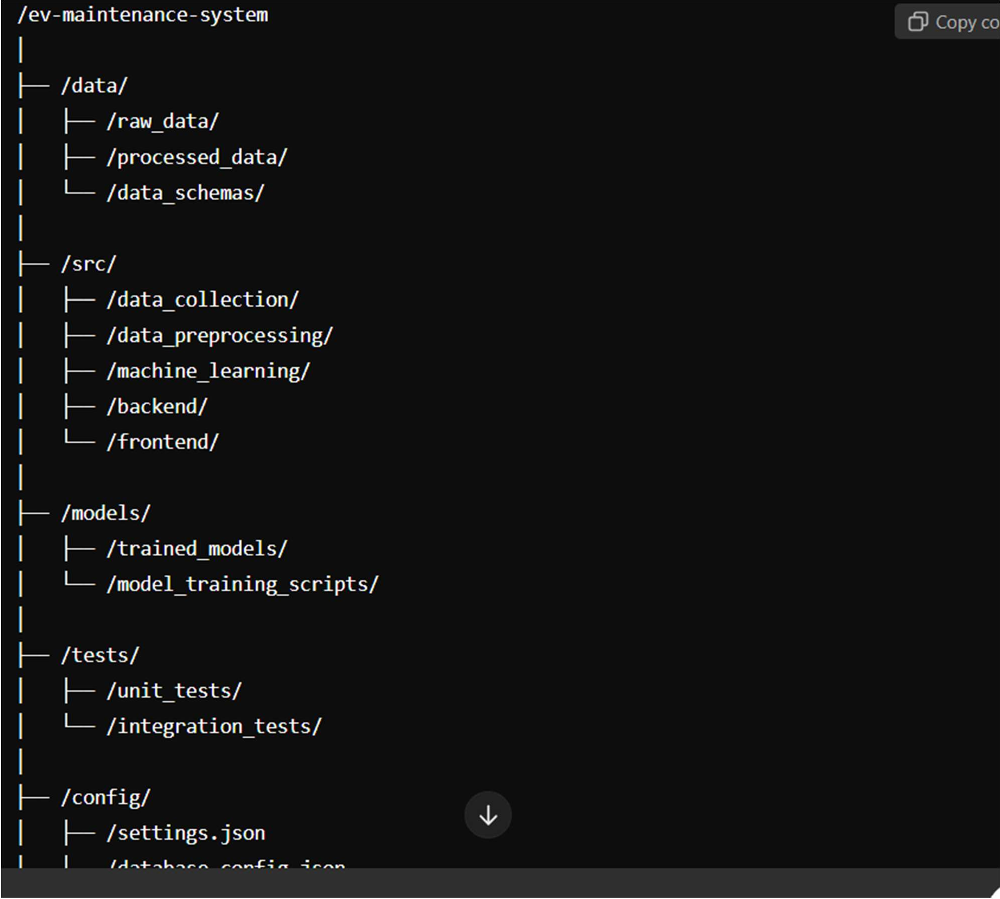 /ev-maintenance-system
Copy co
│
├── /data/
│   ├── /raw_data/
│   ├── /processed_data/
│   └── /data_schemas/
│
├── /src/
│   ├── /data_collection/
│   ├── /data_preprocessing/
│   ├── /machine_learning/
│   ├── /backend/
│   └── /frontend/
│
├── /models/
│   ├── /trained_models/
│   └── /model_training_scripts/
│
├── /tests/
│   ├── /unit_tests/
│   └── /integration_tests/
│
├── /config/
│   ├── /settings.json
│   │   /database_config.json